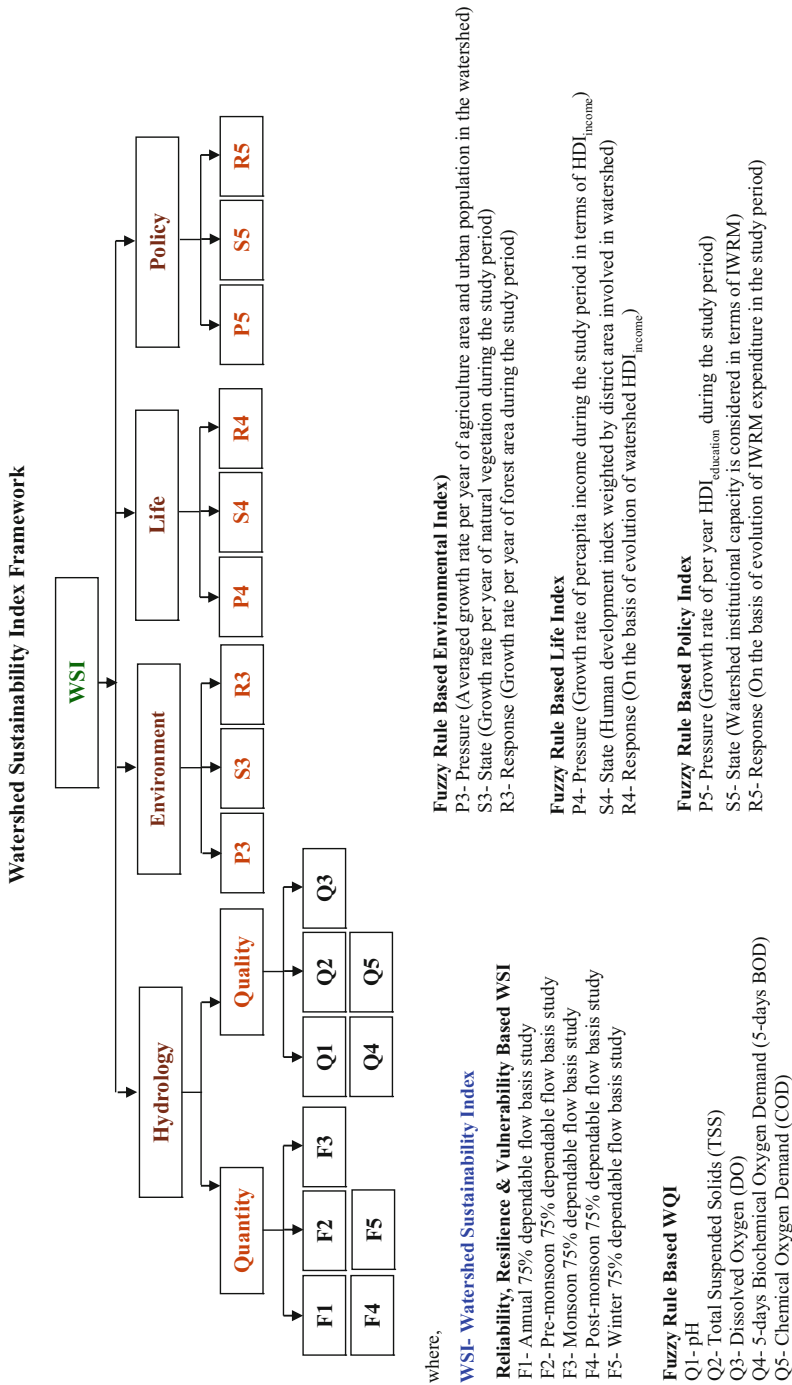 Watershed Sustainability Index Framework
WSI
Hydrology Environment Life Policy
Quantity Quality P3 S3 R3 P4 S4 R4 P5 S5 R5
F1 F2 F3 Q1 Q2 Q3
F4 F5 Q4 Q5
where,
WSI- Watershed Sustainability Index
Reliability, Resilience & Vulnerability Based WSI
F1- Annual 75% dependable flow basis study
F2- Pre-monsoon 75% dependable flow basis study
F3- Monsoon 75% dependable flow basis study
F4- Post-monsoon 75% dependable flow basis study
F5- Winter 75% dependable flow basis study
Fuzzy Rule Based WQI
Q1- pH
Q2- Total Suspended Solids (TSS)
Q3- Dissolved Oxygen (DO)
Q4- 5-days Biochemical Oxygen Demand (5-days BOD)
Q5- Chemical Oxygen Demand (COD)
Fuzzy Rule Based Environmental Index)
P3- Pressure (Averaged growth rate per year of agriculture area and urban population in the watershed)
S3- State (Growth rate per year of natural vegetation during the study period)
R3- Response (Growth rate per year of forest area during the study period)
Fuzzy Rule Based Life Index
P4- Pressure (Growth rate of percapita income during the study period in terms of HDIincome)
S4- State (Human development index weighted by district area involved in watershed)
R4- Response (On the basis of evolution of watershed HDIincome)
Fuzzy Rule Based Policy Index
P5- Pressure (Growth rate of per year HDIeducation during the study period)
S5- State (Watershed institutional capacity is considered in terms of IWRM)
R5- Response (On the basis of evolution of IWRM expenditure in the study period)